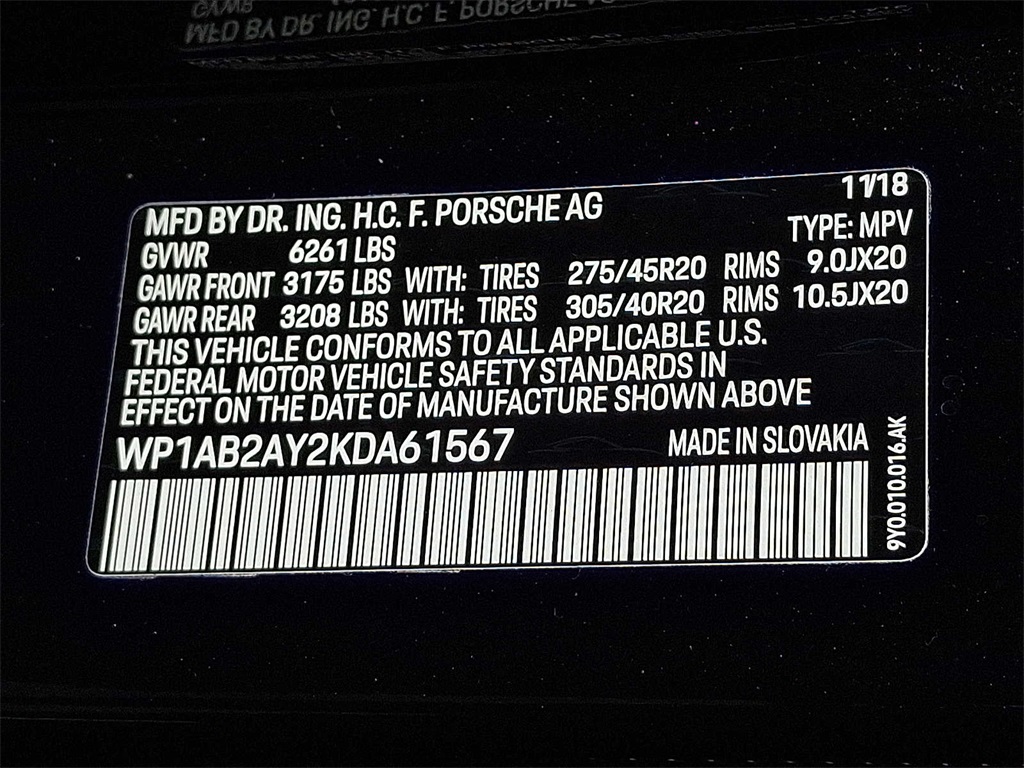 MFD BY DR. ING. H.C. F. PORSCHE AG
11/18
GVWR 6261 LBS
TYPE: MPV
GAWR FRONT 3175 LBS WITH: TIRES 275/45R20 RIMS 9.0JX20
GAWR REAR 3208 LBS WITH: TIRES 305/40R20 RIMS 10.5JX20
THIS VEHICLE CONFORMS TO ALL APPLICABLE U.S.
FEDERAL MOTOR VEHICLE SAFETY STANDARDS IN
EFFECT ON THE DATE OF MANUFACTURE SHOWN ABOVE
WP1AB2AY2KDA61567
MADE IN SLOVAKIA
9Y0.010.016.AK